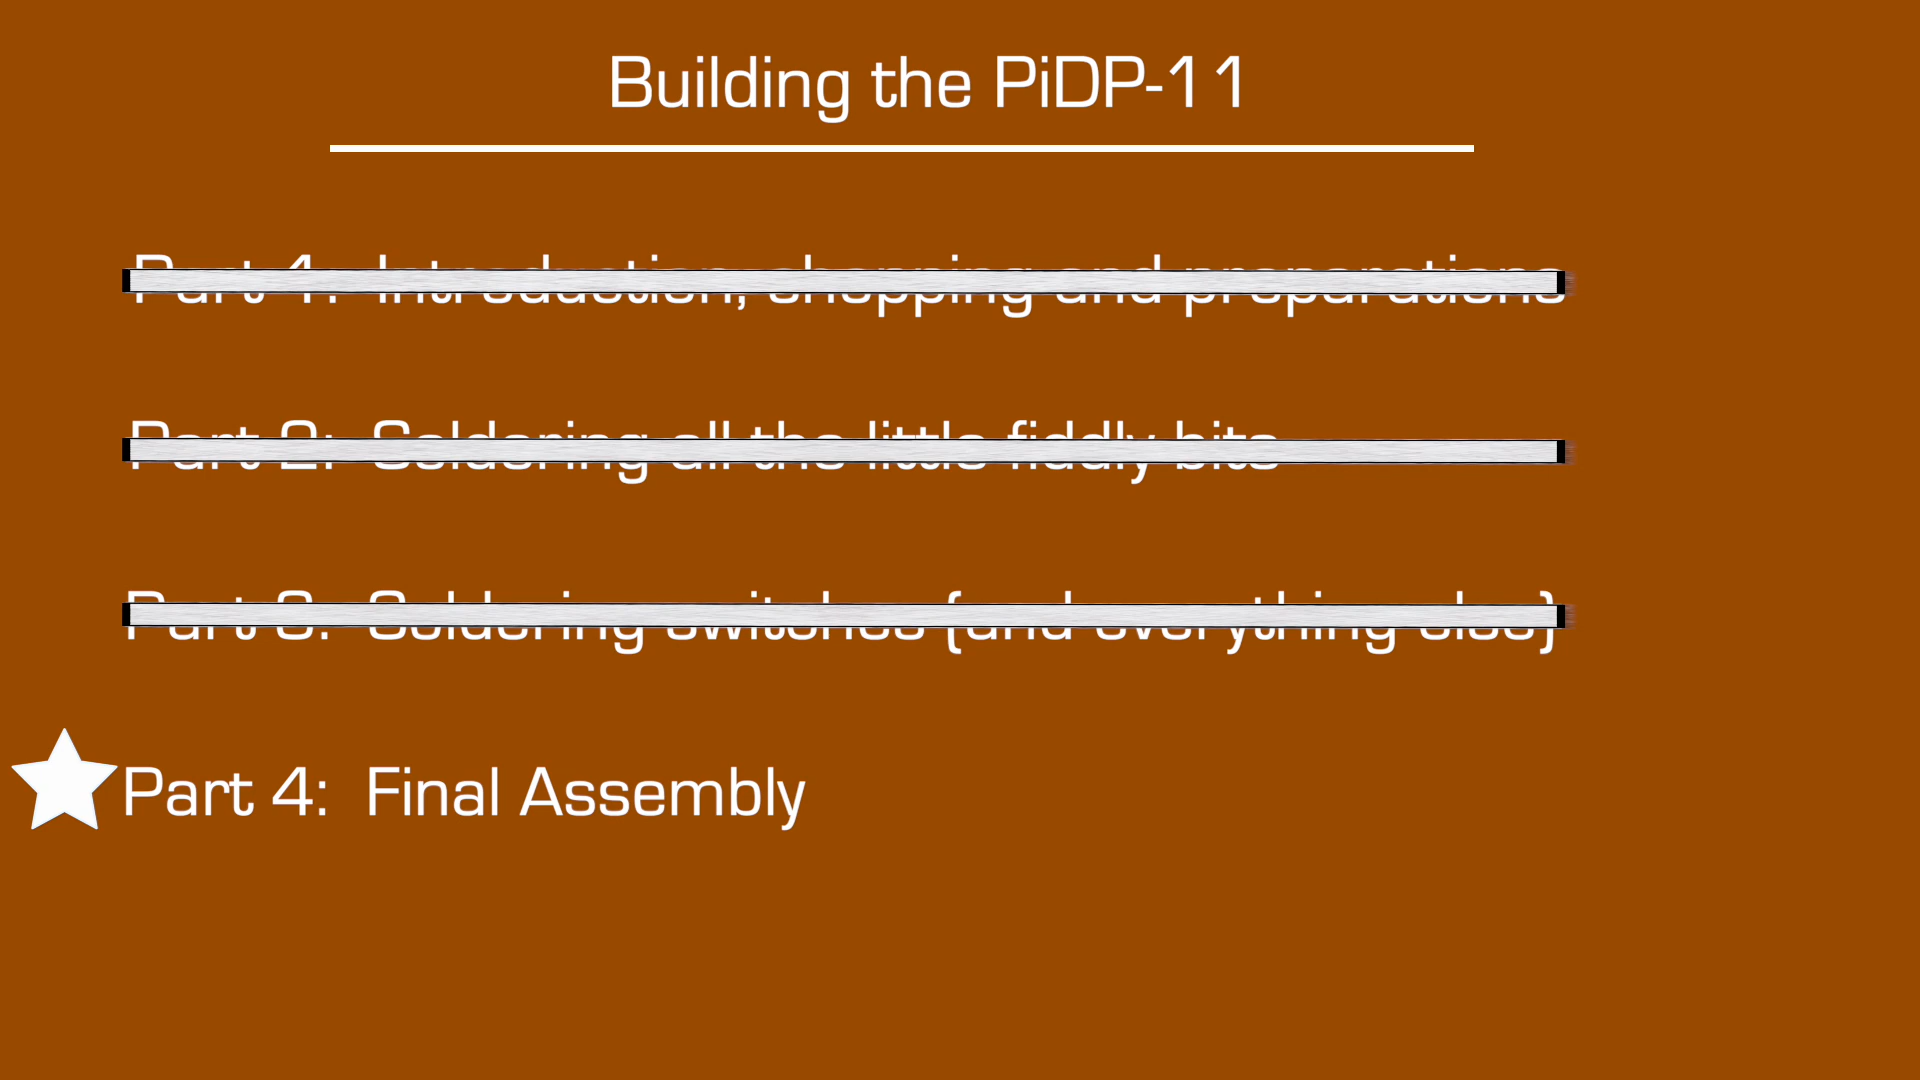 Building the PiDP-11
Part 1: Introduction, shopping and preparations
Part 2: Soldering all the little fiddly bits
Part 3: Soldering switches (and everything else)
Part 4: Final Assembly